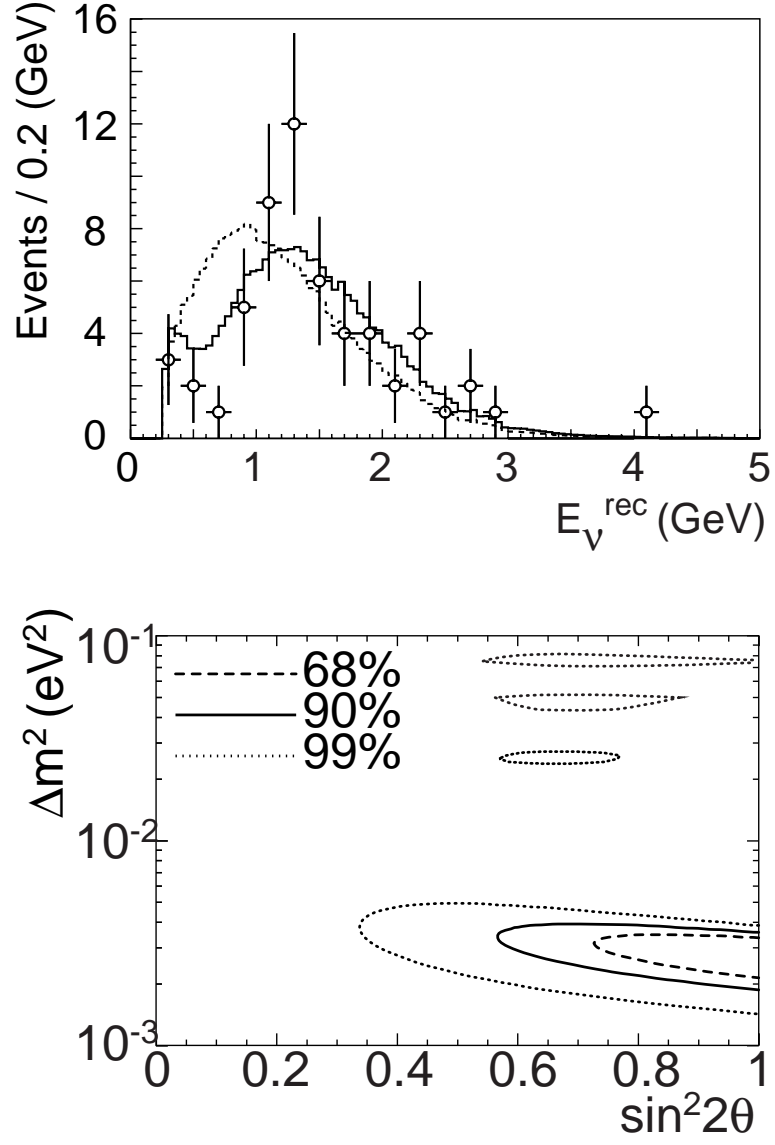 Events / 0.2 (GeV)
16
12
8
4
0
0 1 2 3 4 5
E_ν^rec (GeV)
Δm² (eV²)
10⁻¹
10⁻²
10⁻³
68%
90%
99%
0 0.2 0.4 0.6 0.8 1
sin²2θ